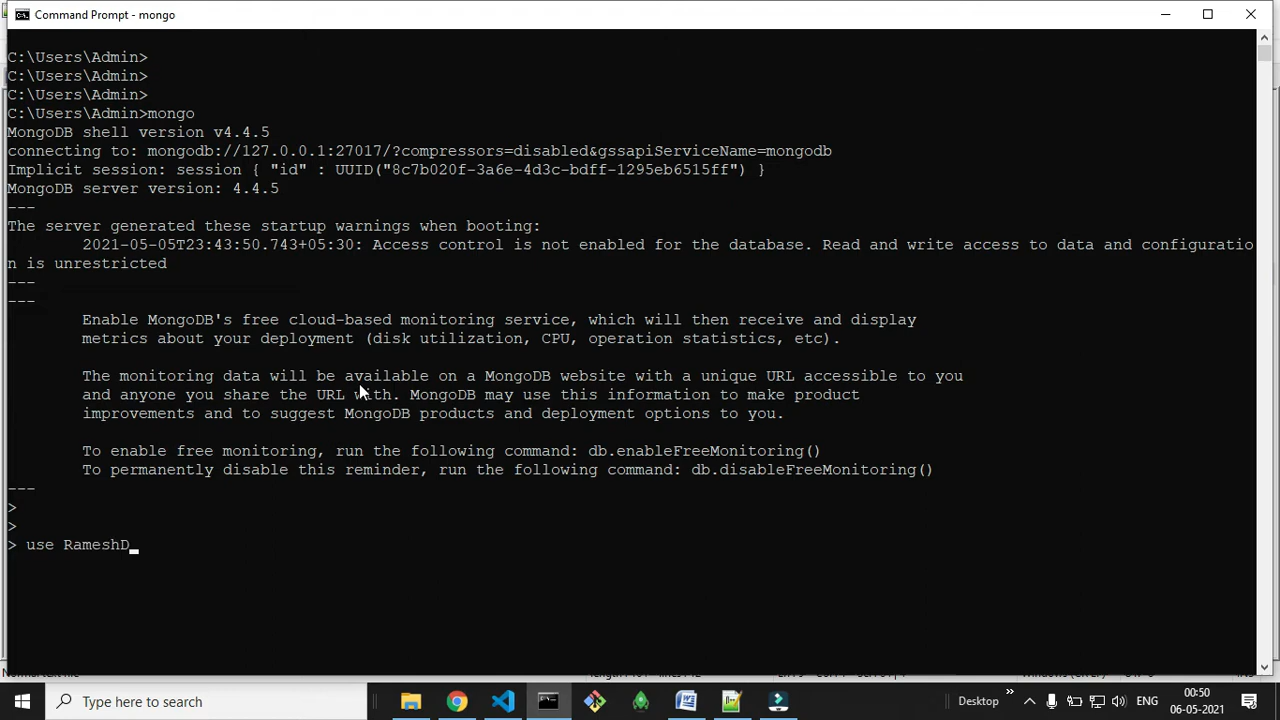 Command Prompt - mongo
C:\Users\Admin>
C:\Users\Admin>
C:\Users\Admin>
C:\Users\Admin>mongo
MongoDB shell version v4.4.5
connecting to: mongodb://127.0.0.1:27017/?compressors=disabled&gssapiServiceName=mongodb
Implicit session: session { "id" : UUID("8c7b020f-3a6e-4d3c-bdff-1295eb6515ff") }
MongoDB server version: 4.4.5
---
The server generated these startup warnings when booting:
2021-05-05T23:43:50.743+05:30: Access control is not enabled for the database. Read and write access to data and configuratio
n is unrestricted
---
---
Enable MongoDB's free cloud-based monitoring service, which will then receive and display
metrics about your deployment (disk utilization, CPU, operation statistics, etc).
The monitoring data will be available on a MongoDB website with a unique URL accessible to you
and anyone you share the URL with. MongoDB may use this information to make product
improvements and to suggest MongoDB products and deployment options to you.
To enable free monitoring, run the following command: db.enableFreeMonitoring()
To permanently disable this reminder, run the following command: db.disableFreeMonitoring()
---
>
>
> use RameshD_
Type here to search
Desktop
ENG
00:50
06-05-2021